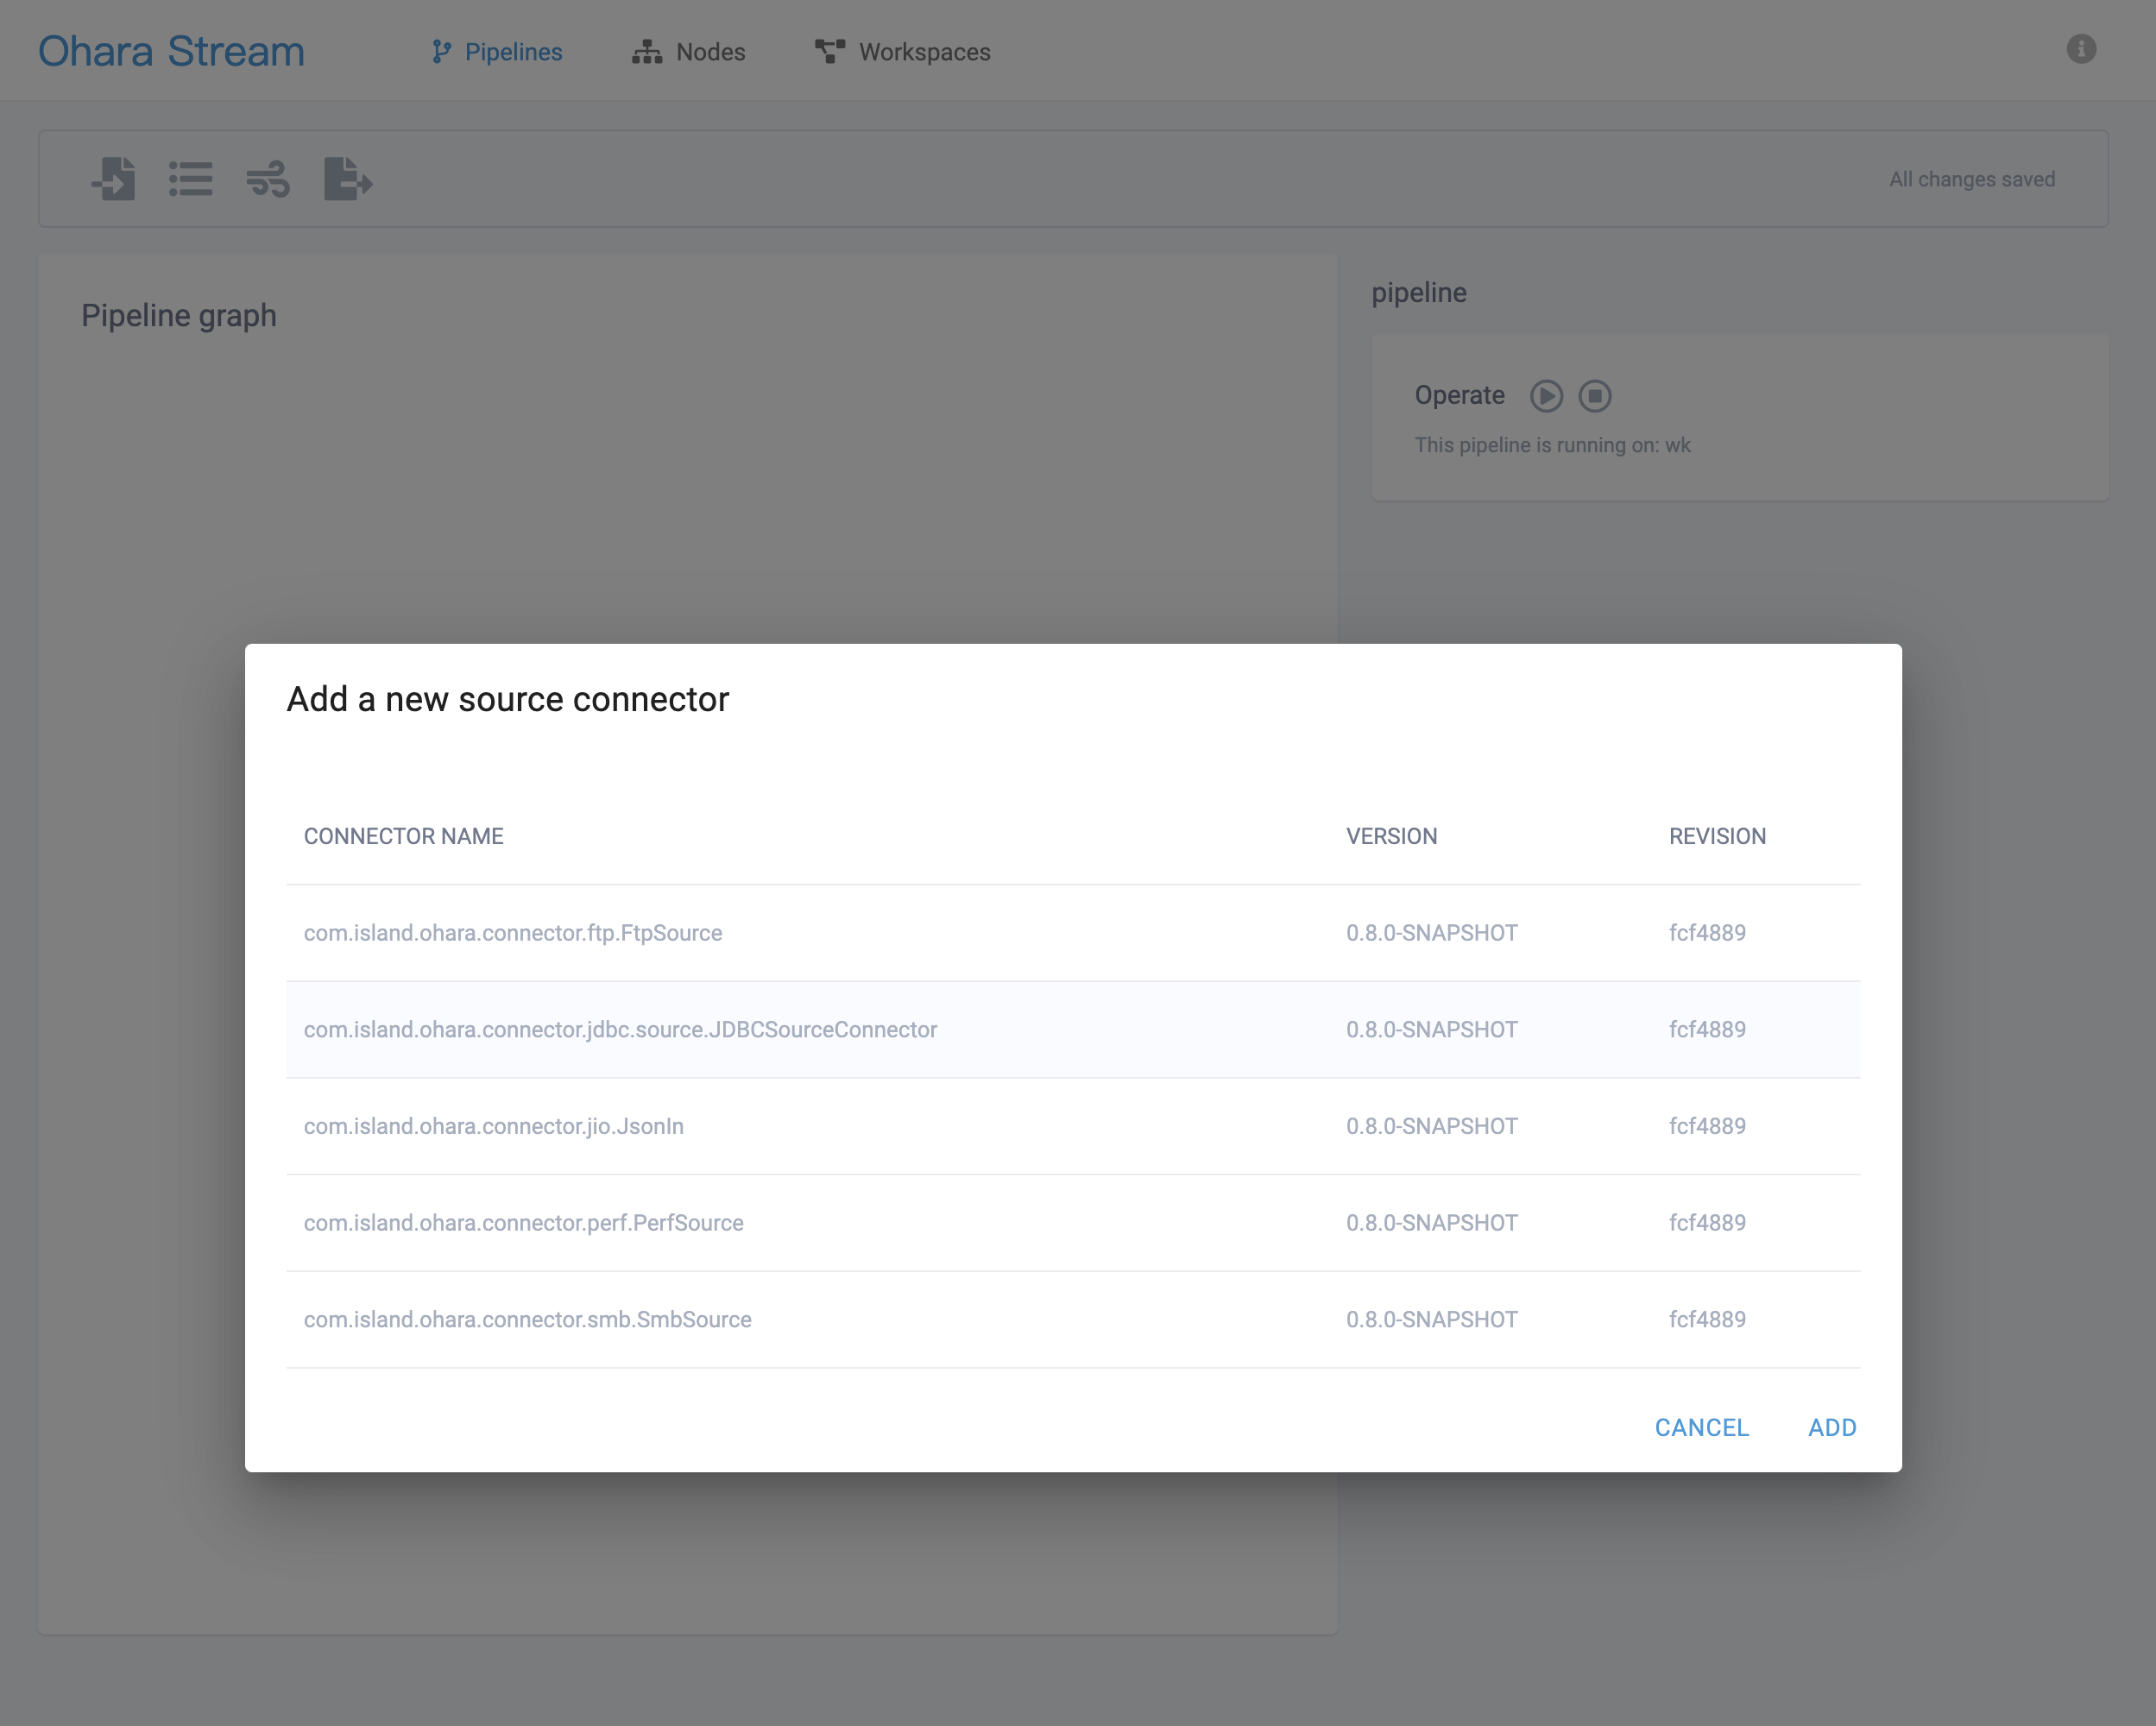 Ohara Stream Pipelines Nodes Workspaces
All changes saved
Pipeline graph
pipeline
Operate
This pipeline is running on: wk
Add a new source connector
CONNECTOR NAME VERSION REVISION
com.island.ohara.connector.ftp.FtpSource 0.8.0-SNAPSHOT fcf4889
com.island.ohara.connector.jdbc.source.JDBCSourceConnector 0.8.0-SNAPSHOT fcf4889
com.island.ohara.connector.jio.JsonIn 0.8.0-SNAPSHOT fcf4889
com.island.ohara.connector.perf.PerfSource 0.8.0-SNAPSHOT fcf4889
com.island.ohara.connector.smb.SmbSource 0.8.0-SNAPSHOT fcf4889
CANCEL ADD